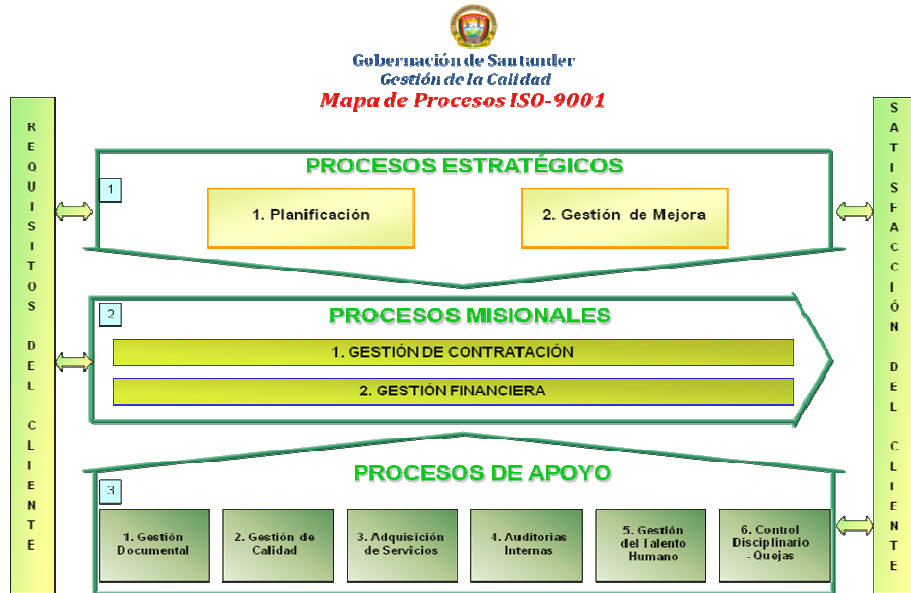 Gobernación de Santander
Gestión de la Calidad
Mapa de Procesos ISO-9001
REQUISITOS DEL CLIENTE
SATISFACCIÓN DEL CLIENTE
PROCESOS ESTRATÉGICOS
1
1. Planificación
2. Gestión de Mejora
2
PROCESOS MISIONALES
1. GESTIÓN DE CONTRATACIÓN
2. GESTIÓN FINANCIERA
PROCESOS DE APOYO
3
1. Gestión
Documental
2. Gestión de
Calidad
3. Adquisición
de Servicios
4. Auditorias
Internas
5. Gestión
del Talento
Humano
6. Control
Disciplinario
- Quejas